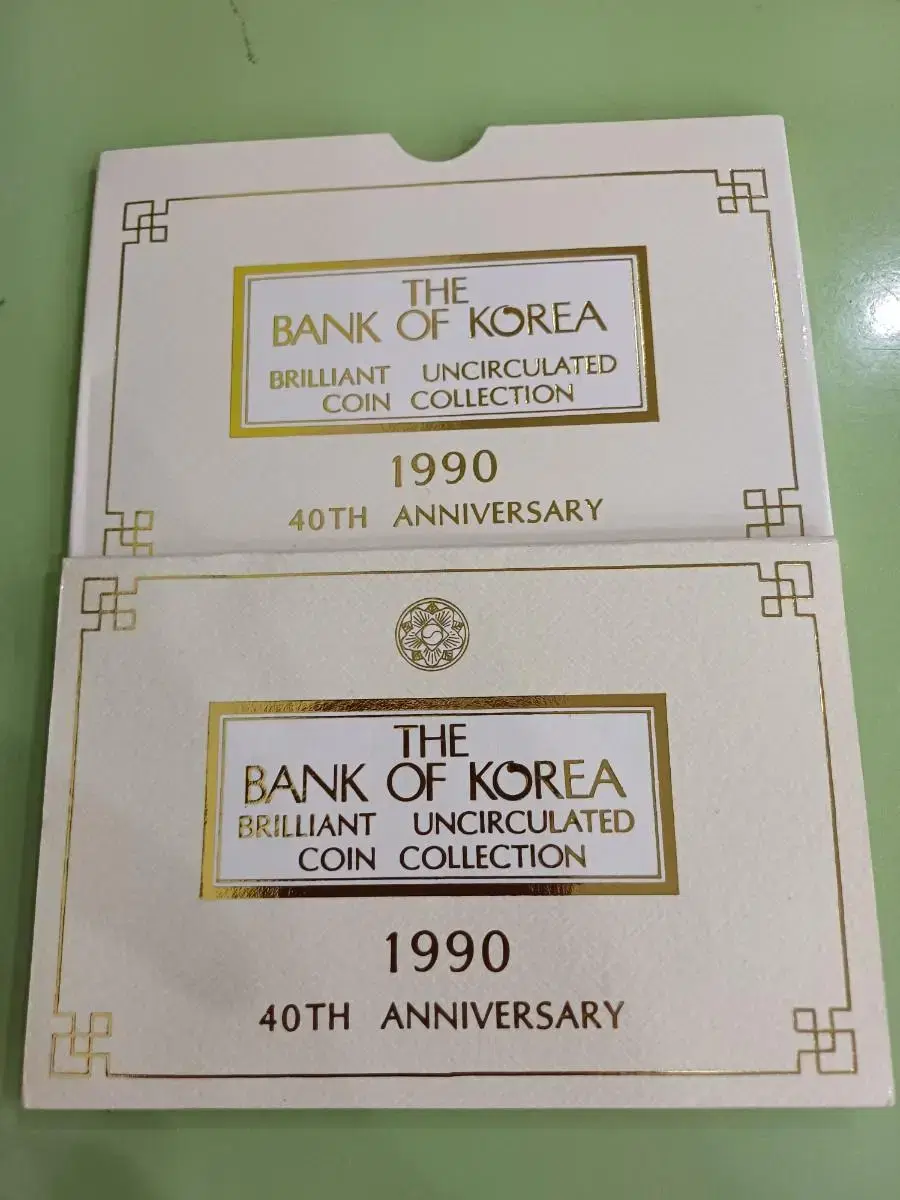 THE
BANK OF KOREA
BRILLIANT UNCIRCULATED
COIN COLLECTION
1990
40TH ANNIVERSARY
THE
BANK OF KOREA
BRILLIANT UNCIRCULATED
COIN COLLECTION
1990
40TH ANNIVERSARY